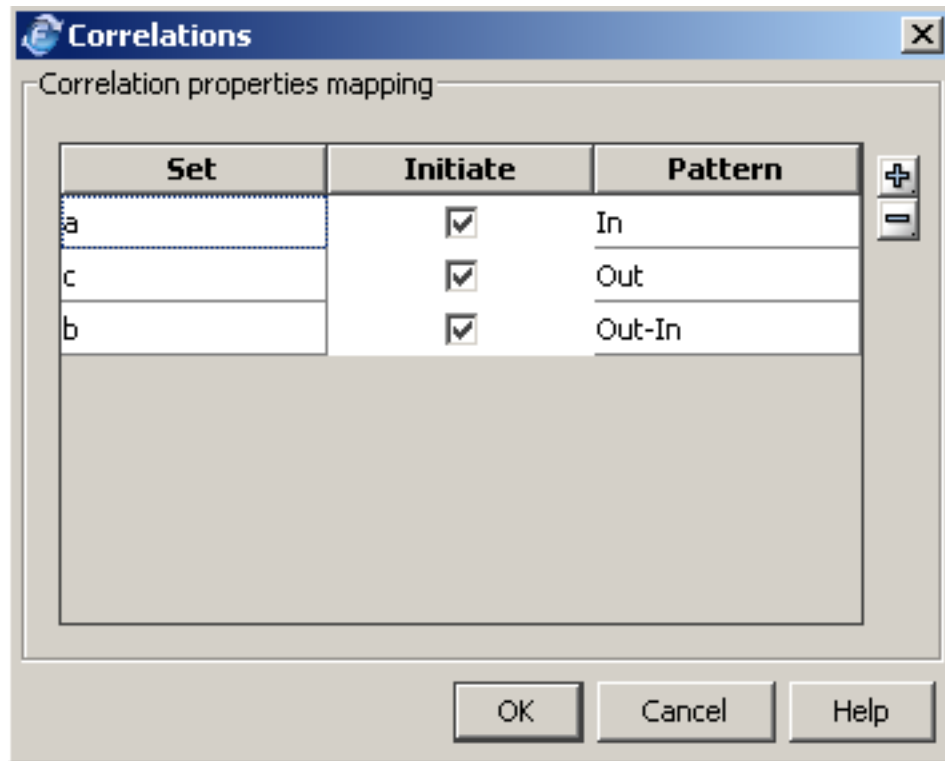 Correlations
Correlation properties mapping
Set Initiate Pattern
a In
c Out
b Out-In
OK Cancel Help